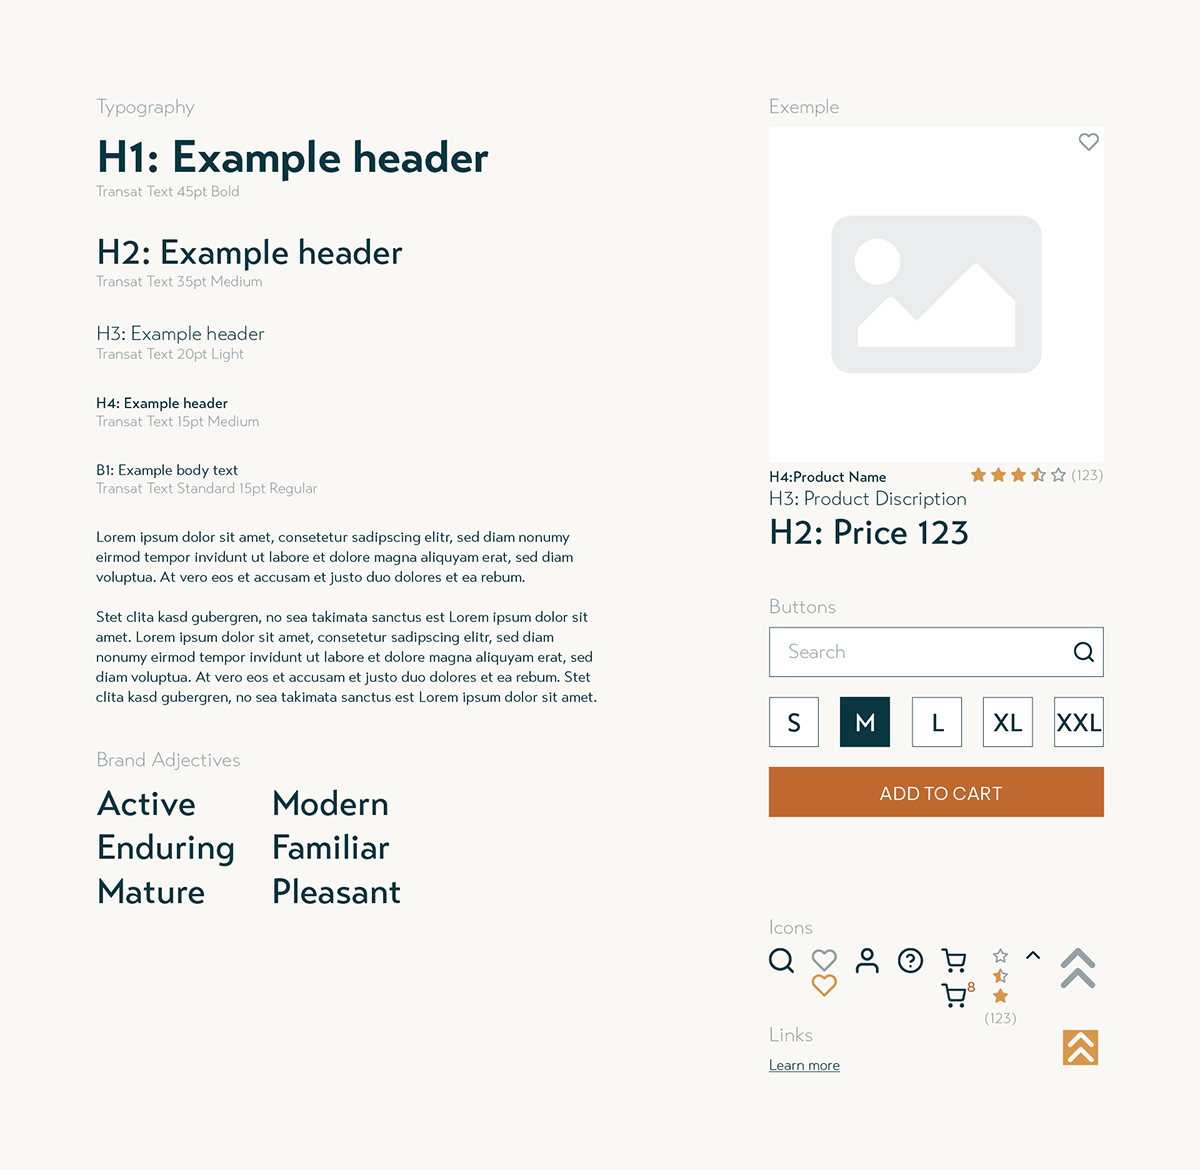 Typography
H1: Example header
Transat Text 45pt Bold
H2: Example header
Transat Text 35pt Medium
H3: Example header
Transat Text 20pt Light
H4: Example header
Transat Text 15pt Medium
B1: Example body text
Transat Text Standard 15pt Regular
Lorem ipsum dolor sit amet, consetetur sadipscing elitr, sed diam nonumy
eirmod tempor invidunt ut labore et dolore magna aliquyam erat, sed diam
voluptua. At vero eos et accusam et justo duo dolores et ea rebum.
Stet clita kasd gubergren, no sea takimata sanctus est Lorem ipsum dolor sit
amet. Lorem ipsum dolor sit amet, consetetur sadipscing elitr, sed diam
nonumy eirmod tempor invidunt ut labore et dolore magna aliquyam erat, sed
diam voluptua. At vero eos et accusam et justo duo dolores et ea rebum. Stet
clita kasd gubergren, no sea takimata sanctus est Lorem ipsum dolor sit amet.
Brand Adjectives
Active Modern
Enduring Familiar
Mature Pleasant
Exemple
H4:Product Name (123)
H3: Product Discription
H2: Price 123
Buttons
Search
S M L XL XXL
ADD TO CART
Icons
8
(123)
Links
Learn more